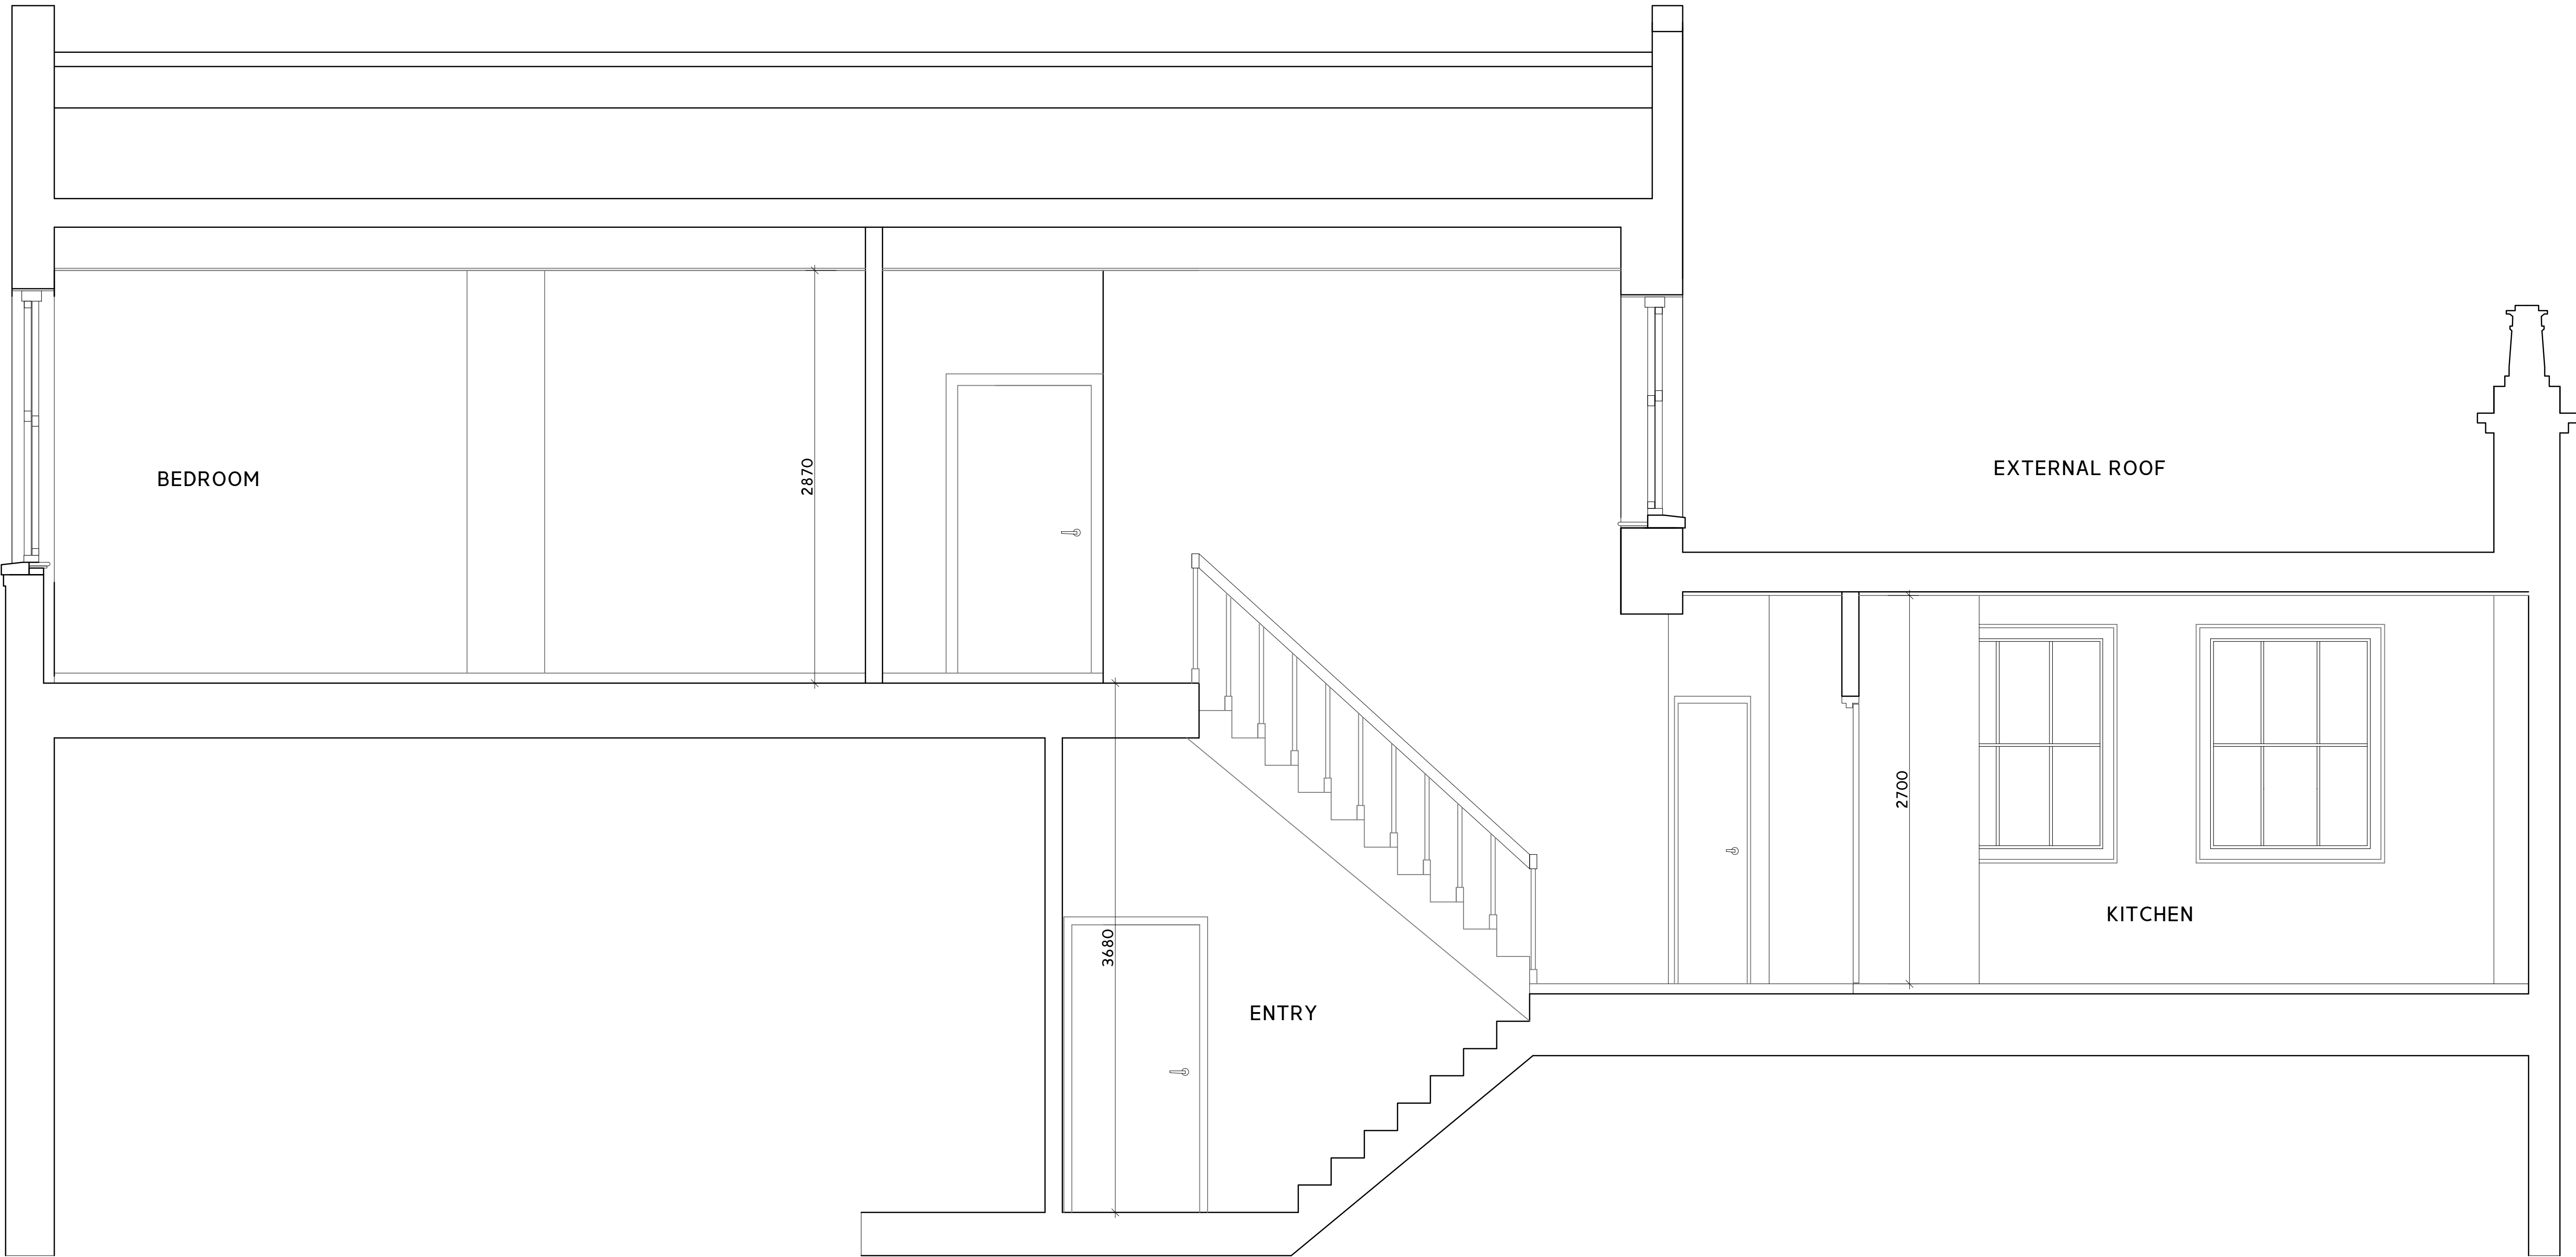 BEDROOM
2870
EXTERNAL ROOF
2700
KITCHEN
3680
ENTRY